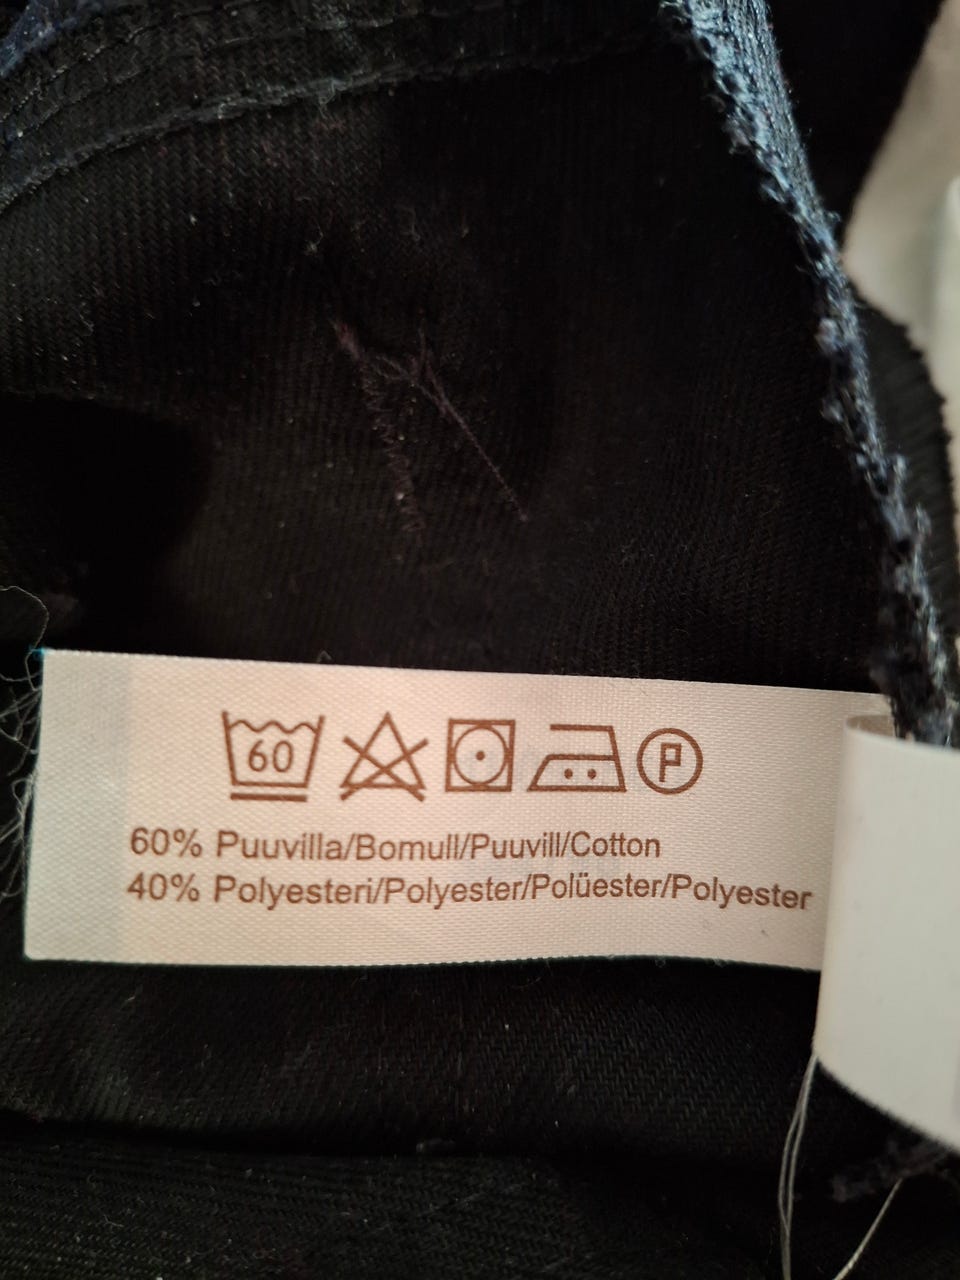 60 P
60% Puuvilla/Bomull/Puuvill/Cotton
40% Polyesteri/Polyester/Polüester/Polyester